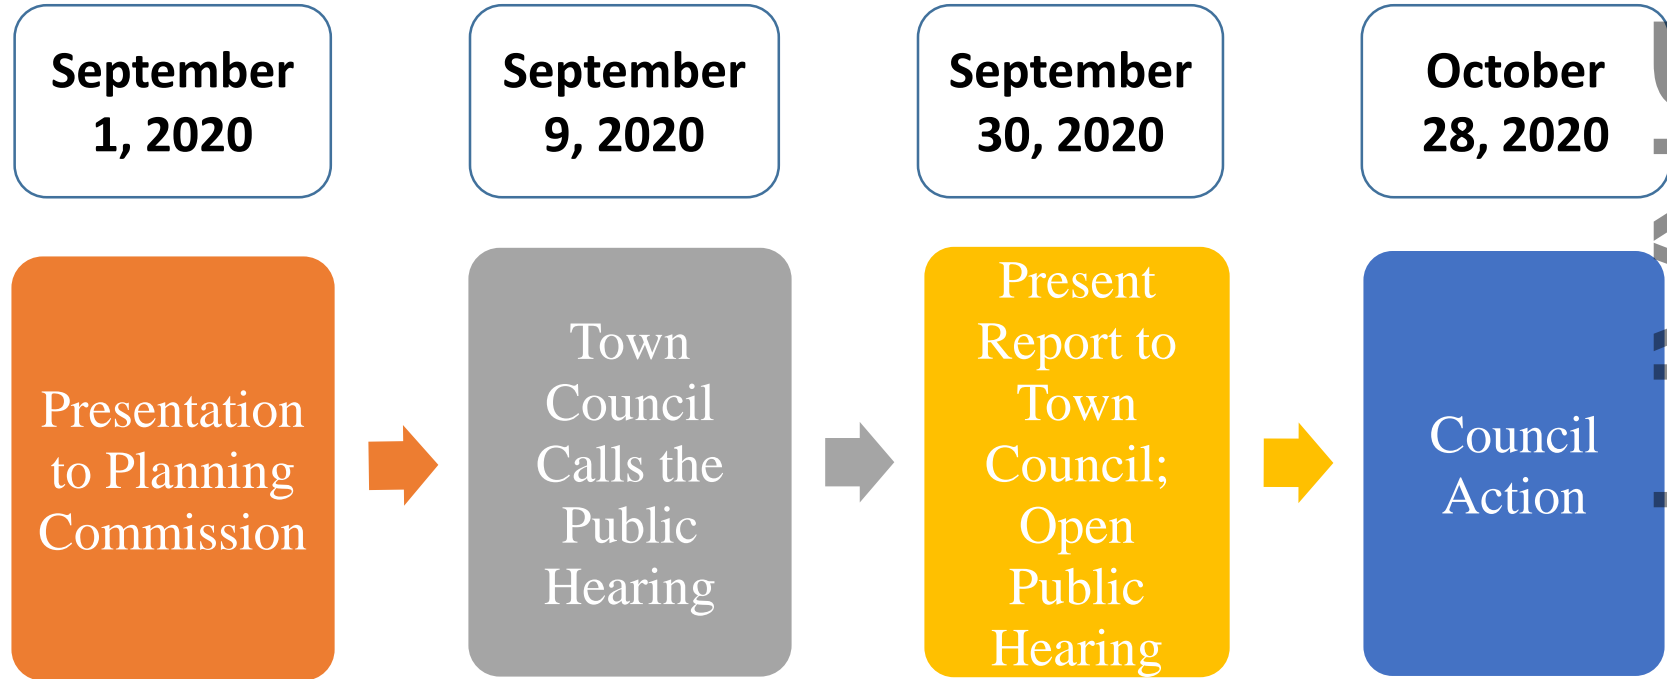 September
1, 2020
September
9, 2020
September
30, 2020
October
28, 2020
Presentation
to Planning
Commission
Town
Council
Calls the
Public
Hearing
Present
Report to
Town
Council;
Open
Public
Hearing
Council
Action